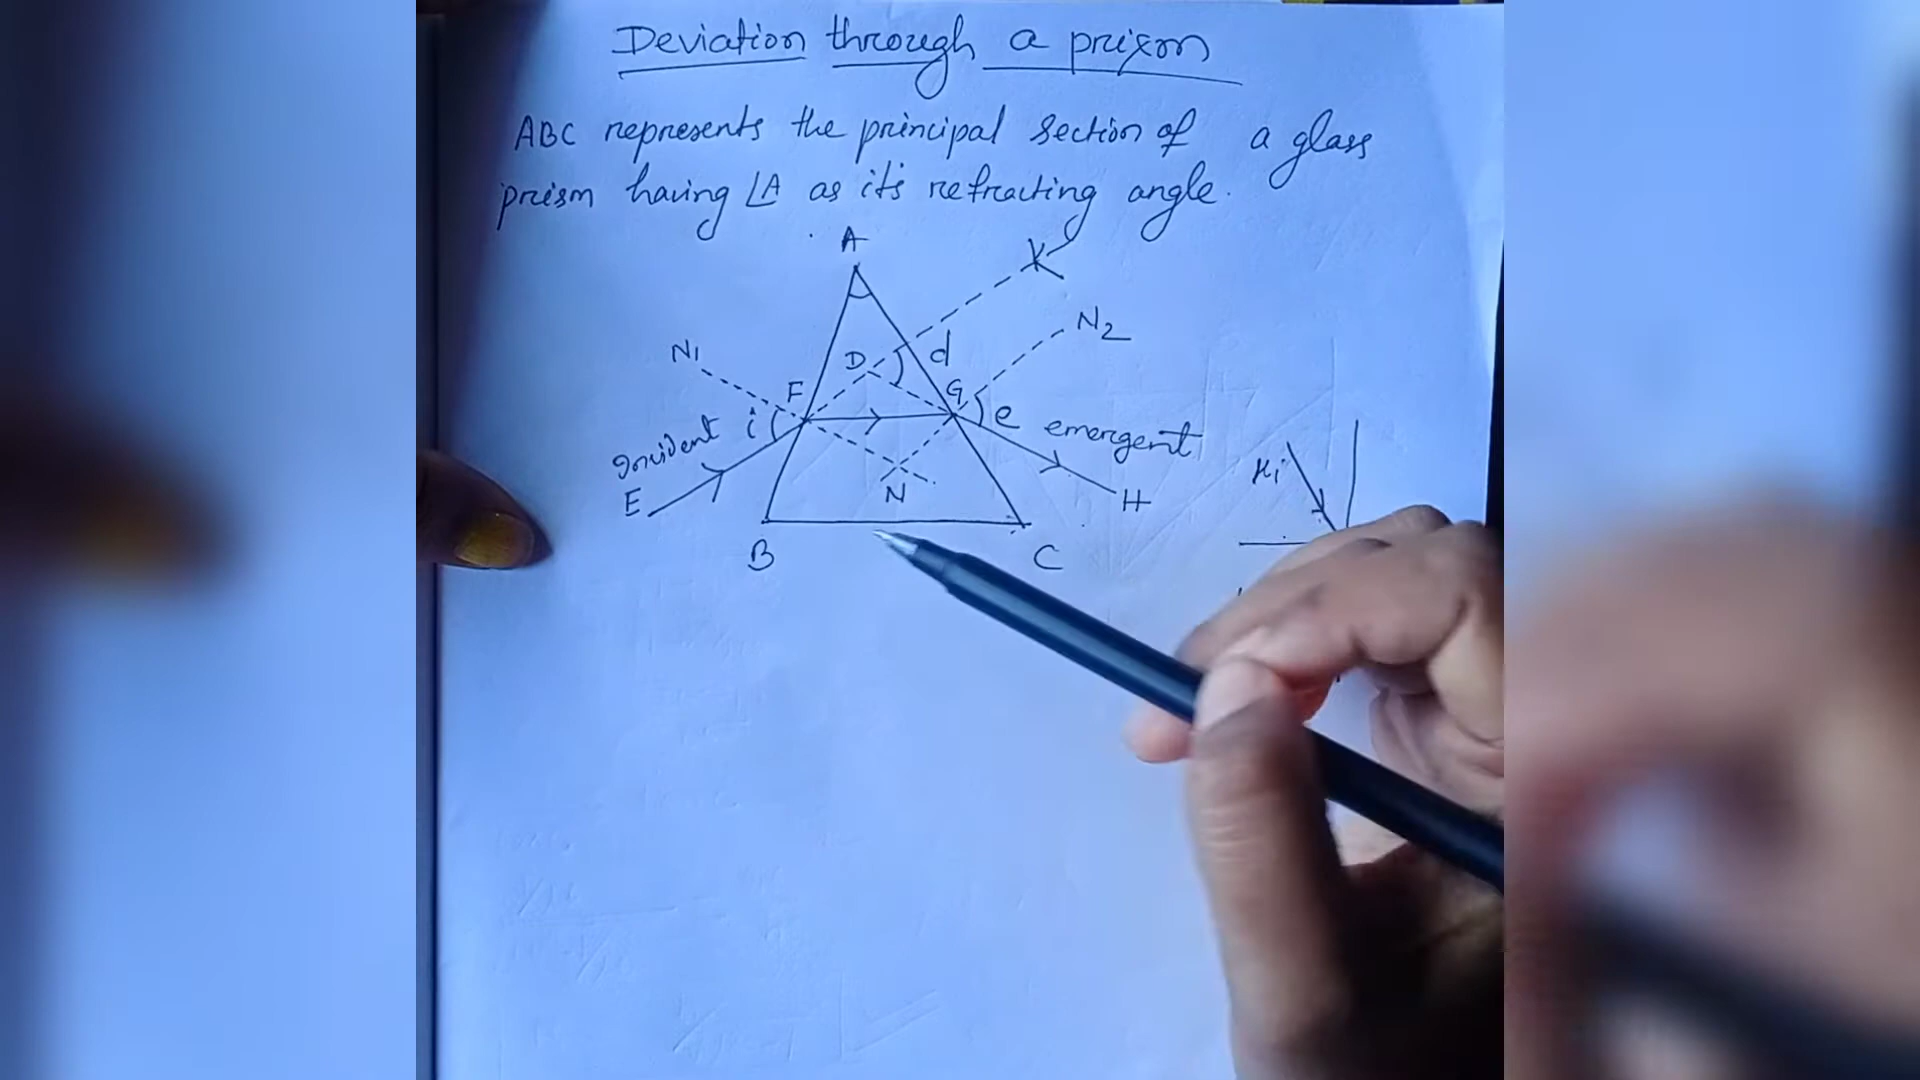 Deviation through a prism
ABC represents the principal section of a glass
prism having ∠A as its refracting angle.
A
K
N1
N2
D
d
F
G
i
e
Incident
emergent
E
N
H
B
C